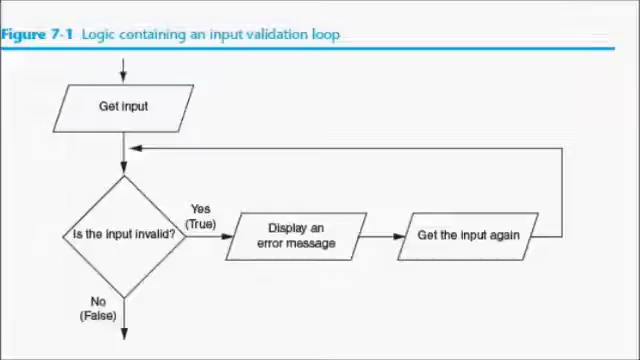 Figure 7-1 Logic containing an input validation loop
Get input
Is the input invalid?
Yes
(True)
Display an
error message
Get the input again
No
(False)